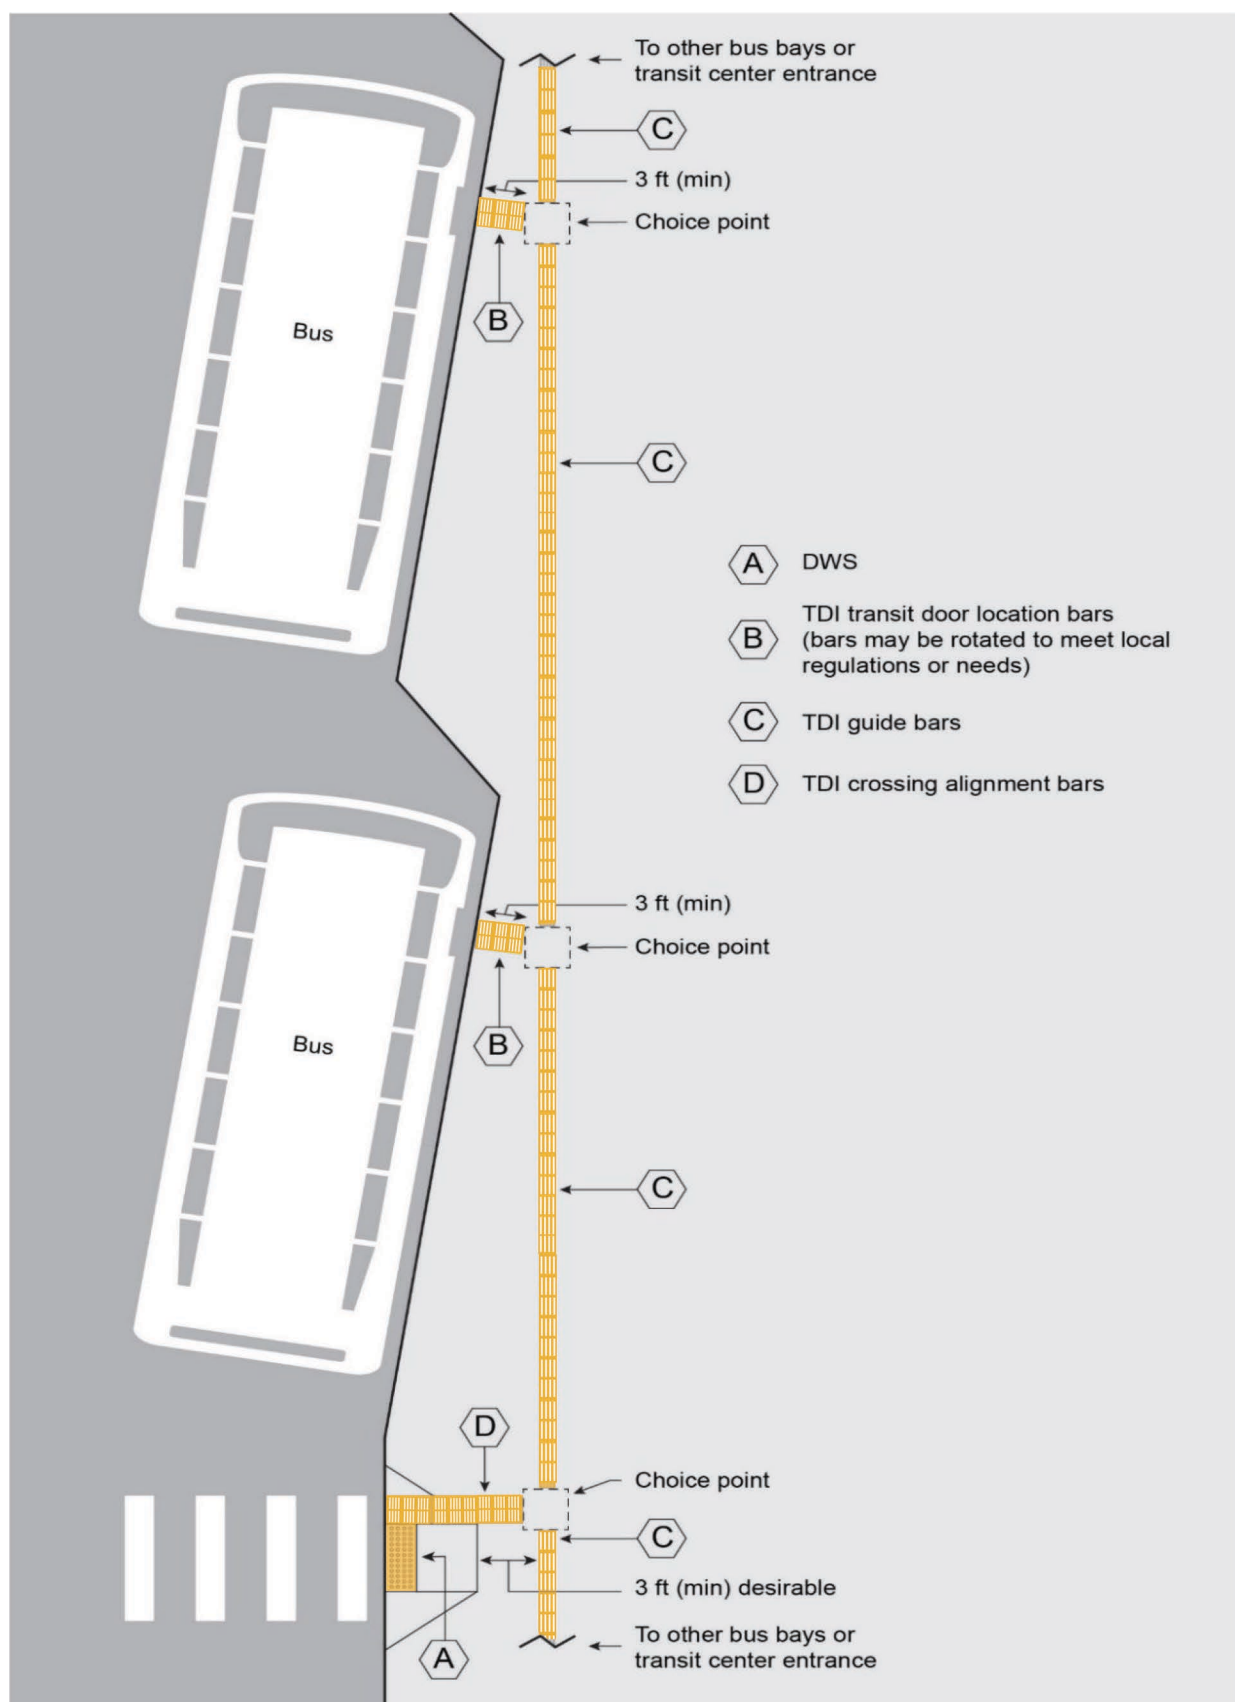 To other bus bays or
transit center entrance
C
3 ft (min)
Choice point
B
Bus
C
A DWS
B TDI transit door location bars
(bars may be rotated to meet local
regulations or needs)
C TDI guide bars
D TDI crossing alignment bars
3 ft (min)
Choice point
B
Bus
C
D
Choice point
C
3 ft (min) desirable
A
To other bus bays or
transit center entrance